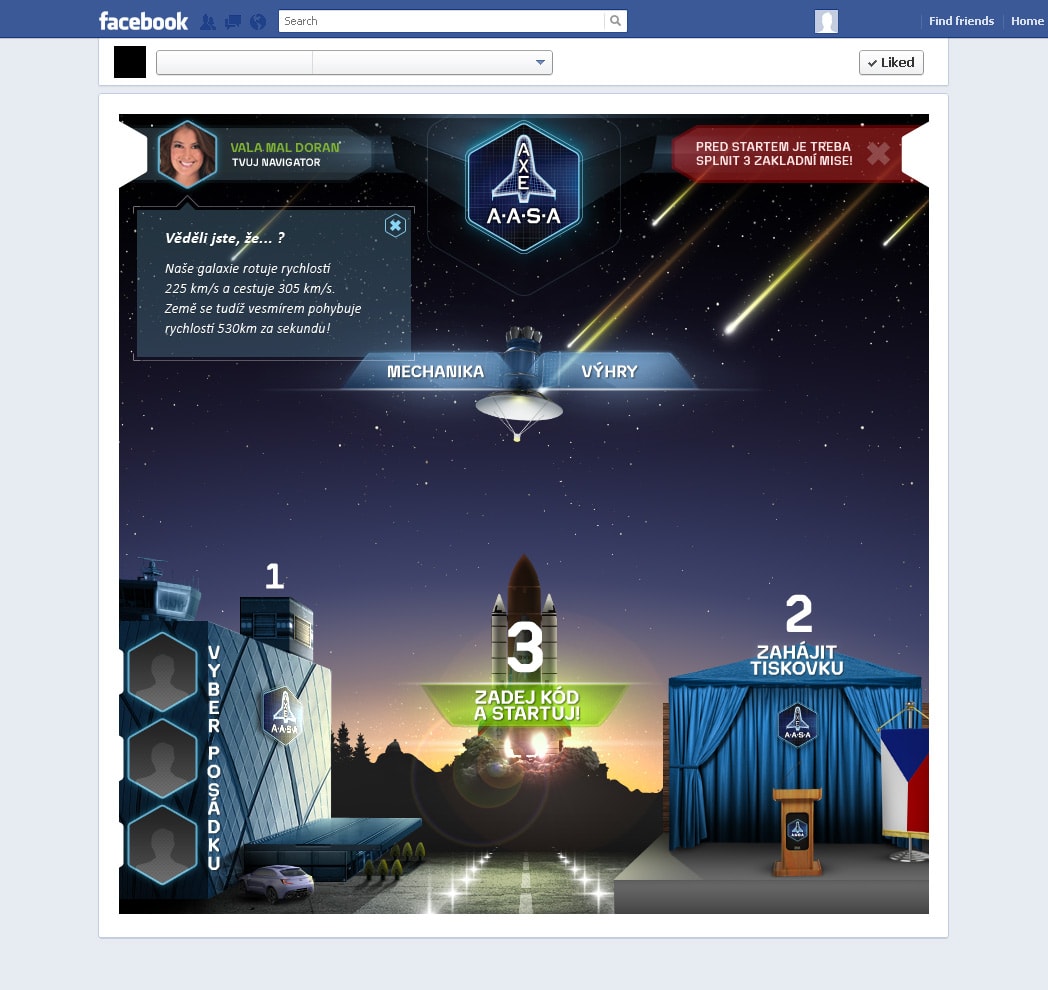 facebook
Search
Find friends
Home
Liked
VALA MAL DORAN
TVUJ NAVIGATOR
AXE
A·A·S·A
PRED STARTEM JE TREBA
SPLNIT 3 ZAKLADNÍ MISE!
Věděli jste, že... ?
Naše galaxie rotuje rychlostí
225 km/s a cestuje 305 km/s.
Země se tudíž vesmírem pohybuje
rychlostí 530km za sekundu!
MECHANIKA
VÝHRY
1
VYBER POSÁDKU
AXE
A·A·S·A
3
ZADEJ KÓD
A STARTUJ!
2
ZAHÁJIT
TISKOVKU
A·A·S·A
A·A·S·A